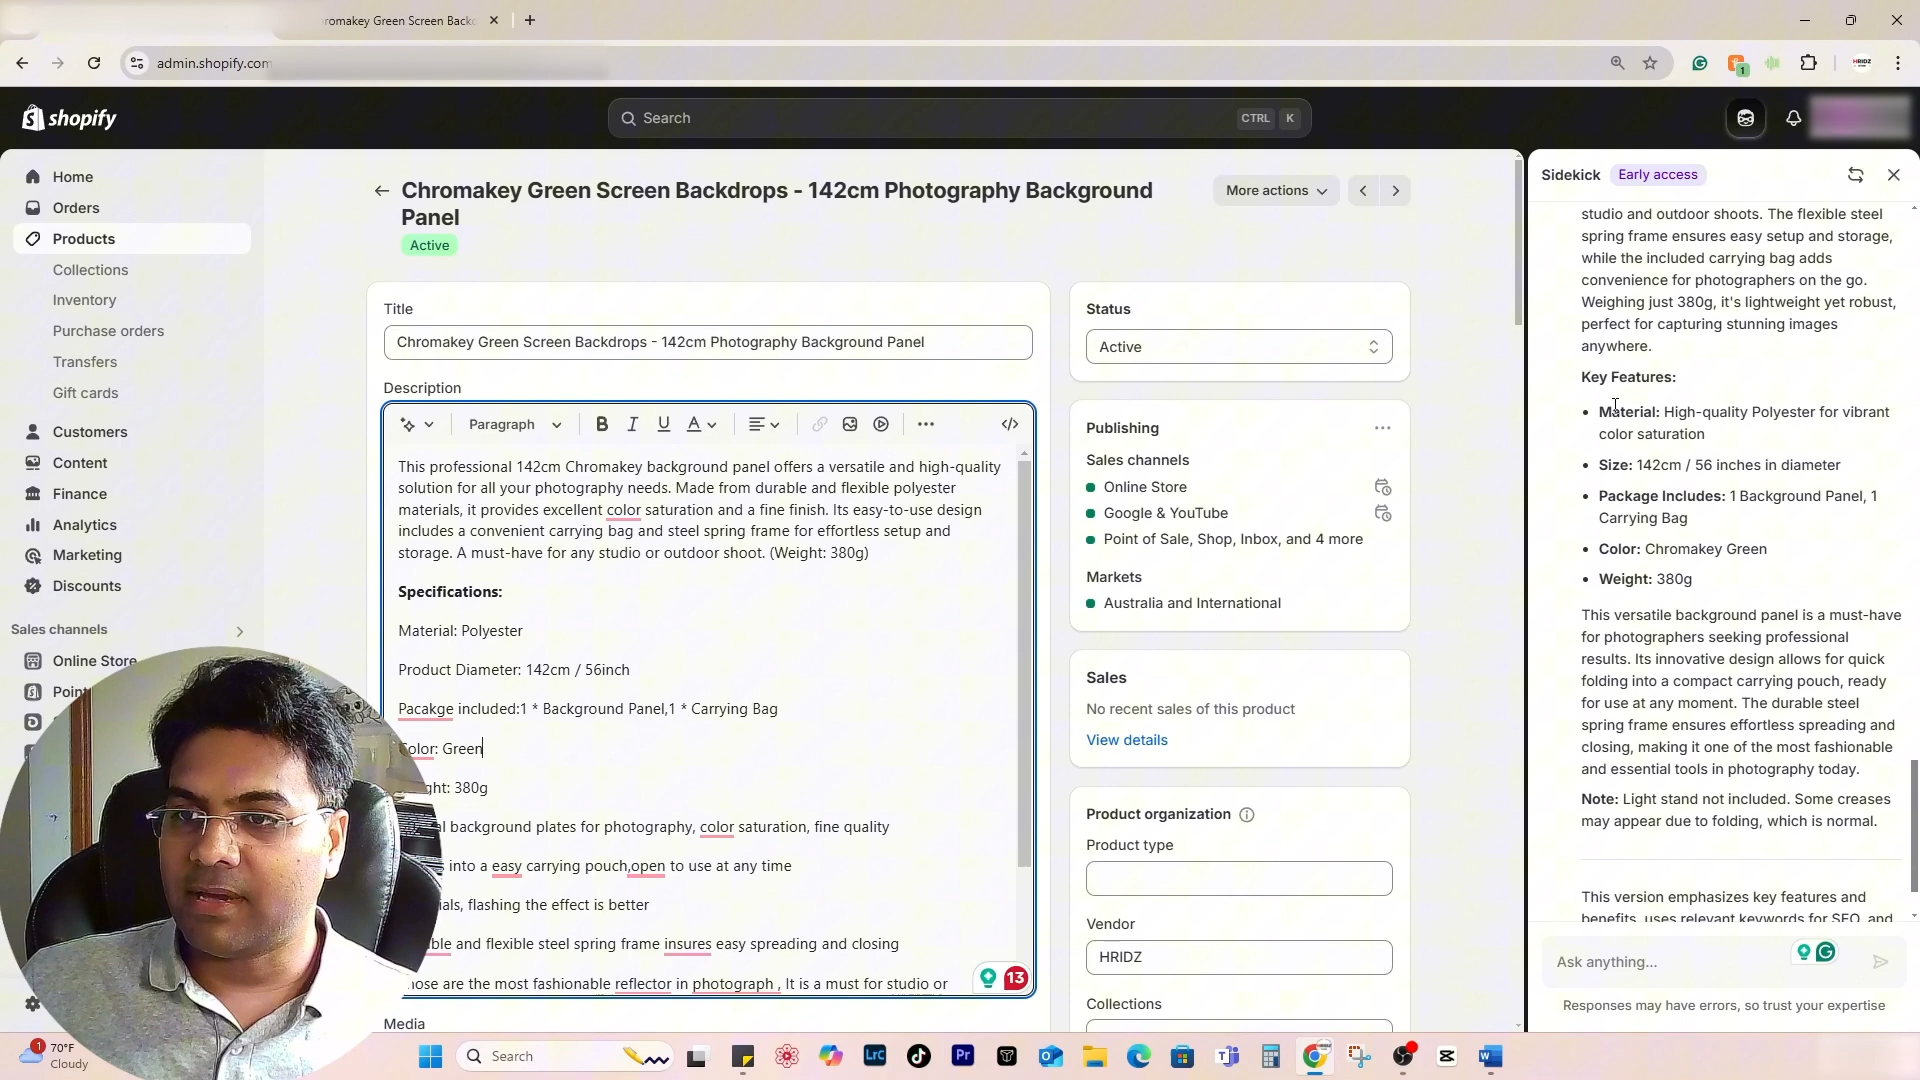 romakey Green Screen Backd
admin.shopify.com
1
HRIDZ
shopify
Search
CTRL K
Home
Orders
Products
Collections
Inventory
Purchase orders
Transfers
Gift cards
Customers
Content
Finance
Analytics
Marketing
Discounts
Sales channels
Online Store
Chromakey Green Screen Backdrops - 142cm Photography Background
Panel
Active
More actions
Title
Chromakey Green Screen Backdrops - 142cm Photography Background Panel
Description
Paragraph
B I U A
This professional 142cm Chromakey background panel offers a versatile and high-quality
solution for all your photography needs. Made from durable and flexible polyester
materials, it provides excellent color saturation and a fine finish. Its easy-to-use design
includes a convenient carrying bag and steel spring frame for effortless setup and
storage. A must-have for any studio or outdoor shoot. (Weight: 380g)
Specifications:
Material: Polyester
Product Diameter: 142cm / 56inch
Pacakge included:1 * Background Panel,1 * Carrying Bag
Color: Green
ght: 380g
l background plates for photography, color saturation, fine quality
into a easy carrying pouch,open to use at any time
ials, flashing the effect is better
ble and flexible steel spring frame insures easy spreading and closing
hose are the most fashionable reflector in photograph , It is a must for studio or
13
Media
Status
Active
Publishing
Sales channels
Online Store
Google & YouTube
Point of Sale, Shop, Inbox, and 4 more
Markets
Australia and International
Sales
No recent sales of this product
View details
Product organization
Product type
Vendor
HRIDZ
Collections
Sidekick Early access
studio and outdoor shoots. The flexible steel
spring frame ensures easy setup and storage,
while the included carrying bag adds
convenience for photographers on the go.
Weighing just 380g, it's lightweight yet robust,
perfect for capturing stunning images
anywhere.
Key Features:
Material: High-quality Polyester for vibrant
color saturation
Size: 142cm / 56 inches in diameter
Package Includes: 1 Background Panel, 1
Carrying Bag
Color: Chromakey Green
Weight: 380g
This versatile background panel is a must-have
for photographers seeking professional
results. Its innovative design allows for quick
folding into a compact carrying pouch, ready
for use at any moment. The durable steel
spring frame ensures effortless spreading and
closing, making it one of the most fashionable
and essential tools in photography today.
Note: Light stand not included. Some creases
may appear due to folding, which is normal.
This version emphasizes key features and
benefits, uses relevant keywords for SEO, and
Ask anything...
Responses may have errors, so trust your expertise
1
70°F
Cloudy
Search
LrC
Pr